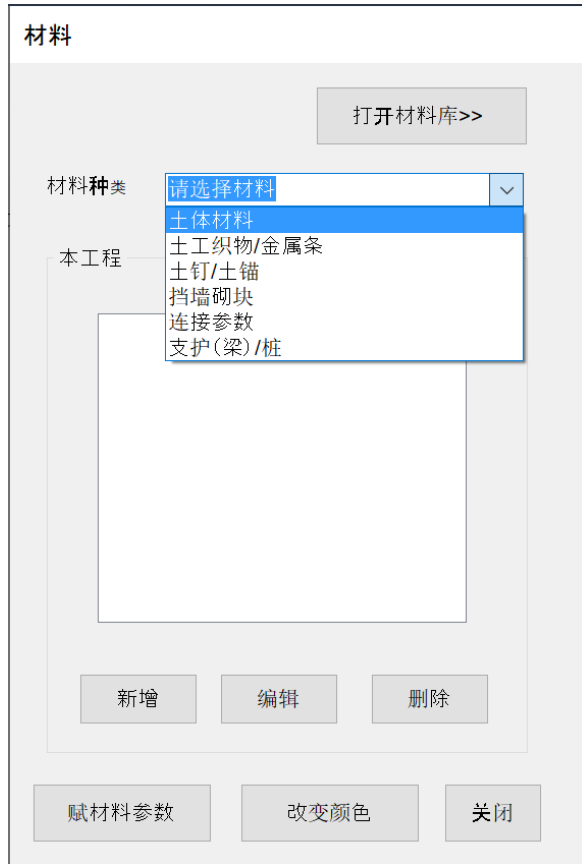 材料
打开材料库>>
材料种类 请选择材料
土体材料
土工织物/金属条
土钉/土锚
挡墙砌块
连接参数
支护(梁)/桩
本工程
新增 编辑 删除
赋材料参数 改变颜色 关闭